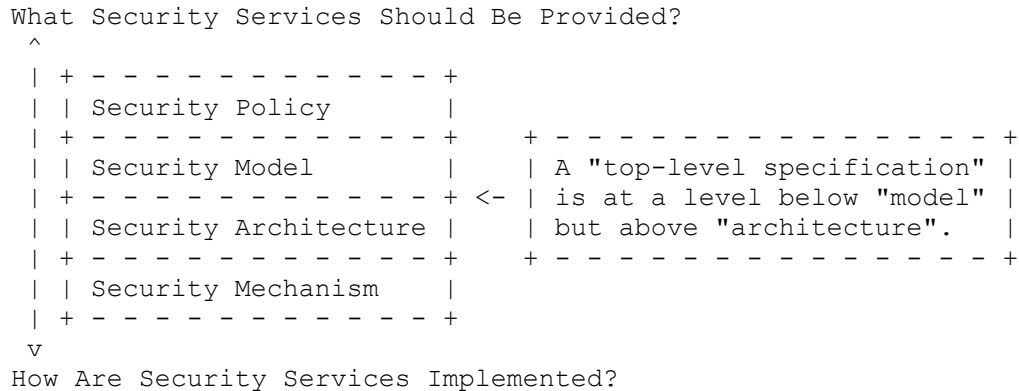 What Security Services Should Be Provided?
 ^
 | + - - - - - - - - - - - +
 | | Security Policy       |
 | + - - - - - - - - - - - +    + - - - - - - - - - - - - - - - +
 | | Security Model        |    | A "top-level specification" |
 | + - - - - - - - - - - - + <- | is at a level below "model" |
 | | Security Architecture |    | but above "architecture".   |
 | + - - - - - - - - - - - +    + - - - - - - - - - - - - - - - +
 | | Security Mechanism    |
 | + - - - - - - - - - - - +
 v
How Are Security Services Implemented?